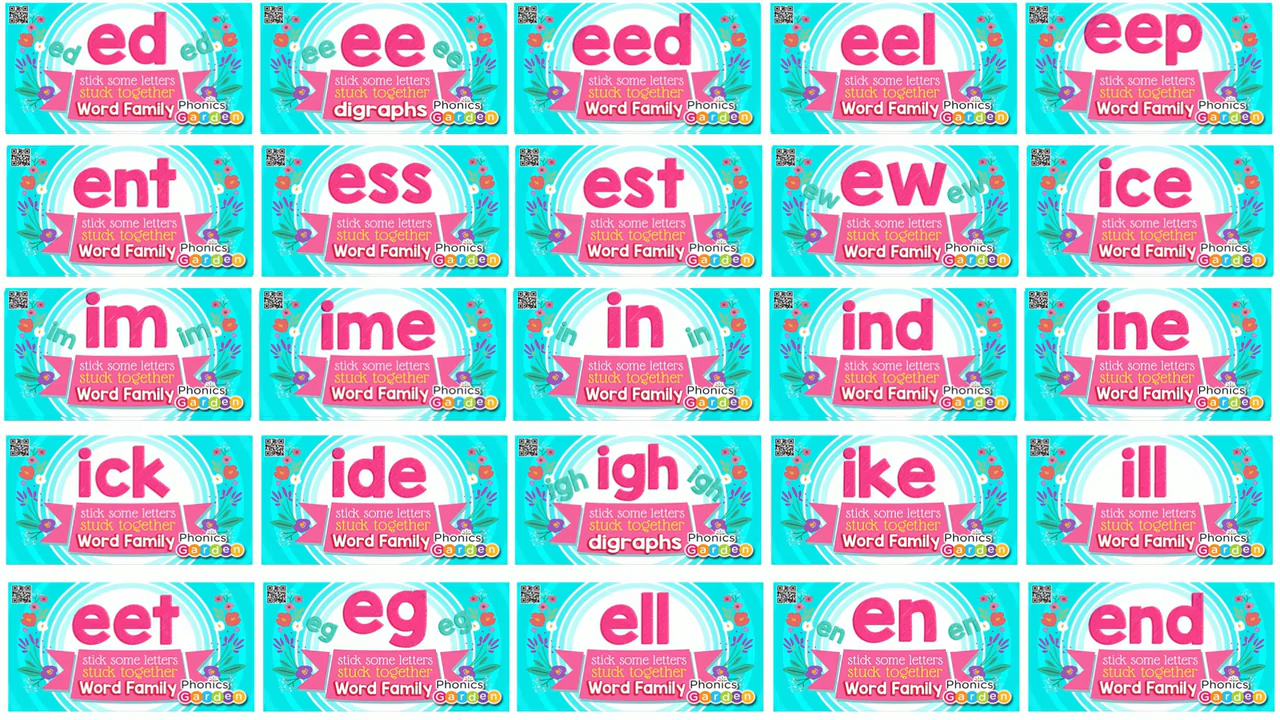 ed ed ed
stick some letters
stuck together
Word Family
Phonics
Garden
ee ee ee
stick some letters
stuck together
digraphs
Phonics
Garden
eed
stick some letters
stuck together
Word Family
Phonics
Garden
eel
stick some letters
stuck together
Word Family
Phonics
Garden
eep
stick some letters
stuck together
Word Family
Phonics
Garden
ent
stick some letters
stuck together
Word Family
Phonics
Garden
ess
stick some letters
stuck together
Word Family
Phonics
Garden
est
stick some letters
stuck together
Word Family
Phonics
Garden
ew ew ew
stick some letters
stuck together
Word Family
Phonics
Garden
ice
stick some letters
stuck together
Word Family
Phonics
Garden
im im im
stick some letters
stuck together
Word Family
Phonics
Garden
ime
stick some letters
stuck together
Word Family
Phonics
Garden
in in in
stick some letters
stuck together
Word Family
Phonics
Garden
ind
stick some letters
stuck together
Word Family
Phonics
Garden
ine
stick some letters
stuck together
Word Family
Phonics
Garden
ick
stick some letters
stuck together
Word Family
Phonics
Garden
ide
stick some letters
stuck together
Word Family
Phonics
Garden
igh igh igh
stick some letters
stuck together
digraphs
Phonics
Garden
ike
stick some letters
stuck together
Word Family
Phonics
Garden
ill
stick some letters
stuck together
Word Family
Phonics
Garden
eet
stick some letters
stuck together
Word Family
Phonics
Garden
eg eg eg
stick some letters
stuck together
Word Family
Phonics
Garden
ell
stick some letters
stuck together
Word Family
Phonics
Garden
en en en
stick some letters
stuck together
Word Family
Phonics
Garden
end
stick some letters
stuck together
Word Family
Phonics
Garden